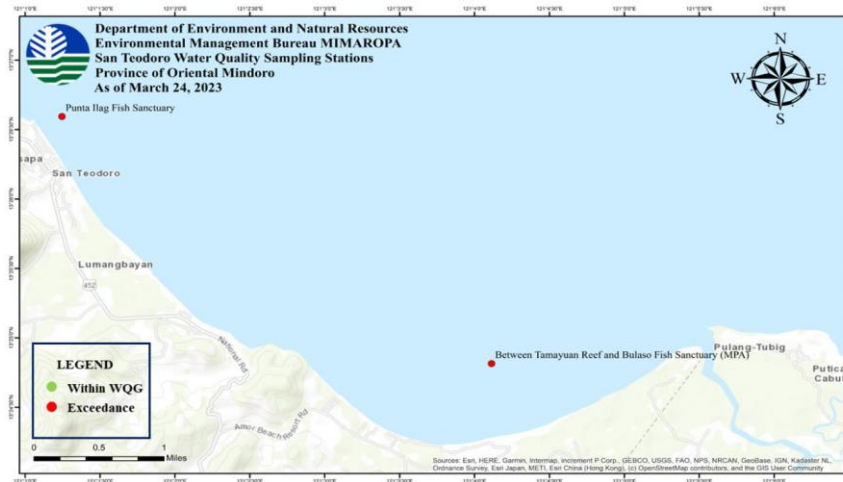 Department of Environment and Natural Resources
Environmental Management Bureau MIMAROPA
San Teodoro Water Quality Sampling Stations
Province of Oriental Mindoro
As of March 24, 2023
N
W E
S
Punta Ilag Fish Sanctuary
sapa
San Teodoro
Lumangbayan
452
National Rd
Amor Beach Resort Rd
Between Tamayuan Reef and Bulaso Fish Sanctuary (MPA)
Pulang-Tubig
Putica
Cabul
LEGEND
Within WQG
Exceedance
0 0.5 1
Miles
Sources: Esri, HERE, Garmin, Intermap, increment P Corp., GEBCO, USGS, FAO, NPS, NRCAN, GeoBase, IGN, Kadaster NL,
Ordnance Survey, Esri Japan, METI, Esri China (Hong Kong), (c) OpenStreetMap contributors, and the GIS User Community